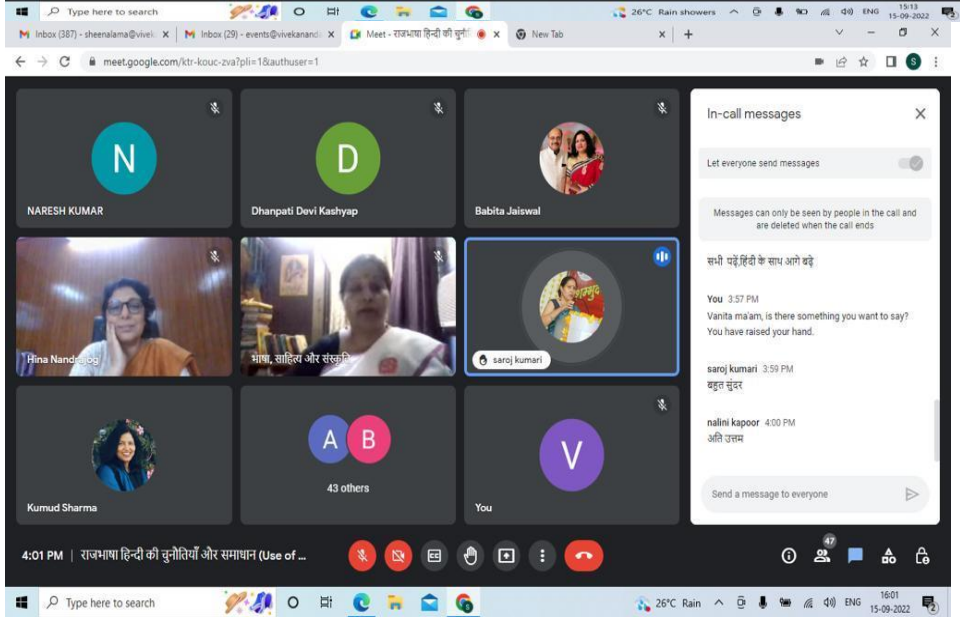 Type here to search
26°C Rain showers
ENG
15:13
15-09-2022
2
Inbox (387) - sheenalama@vivek
Inbox (29) - events@vivekanand
Meet - राजभाषा हिन्दी की चुनौ
New Tab
meet.google.com/ktr-kouc-zva?pli=1&authuser=1
S
N
NARESH KUMAR
D
Dhanpati Devi Kashyap
Babita Jaiswal
Hina Nandrajog
भाषा, साहित्य और संस्कृति
saroj kumari
Kumud Sharma
A B
43 others
V
You
In-call messages
Let everyone send messages
Messages can only be seen by people in the call and
are deleted when the call ends
सभी पढ़ें,हिंदी के साथ आगे बढ़े
You 3:57 PM
Vanita ma'am, is there something you want to say?
You have raised your hand.
saroj kumari 3:59 PM
बहुत सुंदर
nalini kapoor 4:00 PM
अति उत्तम
Send a message to everyone
4:01 PM | राजभाषा हिन्दी की चुनौतियाँ और समाधान (Use of ...
CC
47
Type here to search
26°C Rain
ENG
16:01
15-09-2022
2